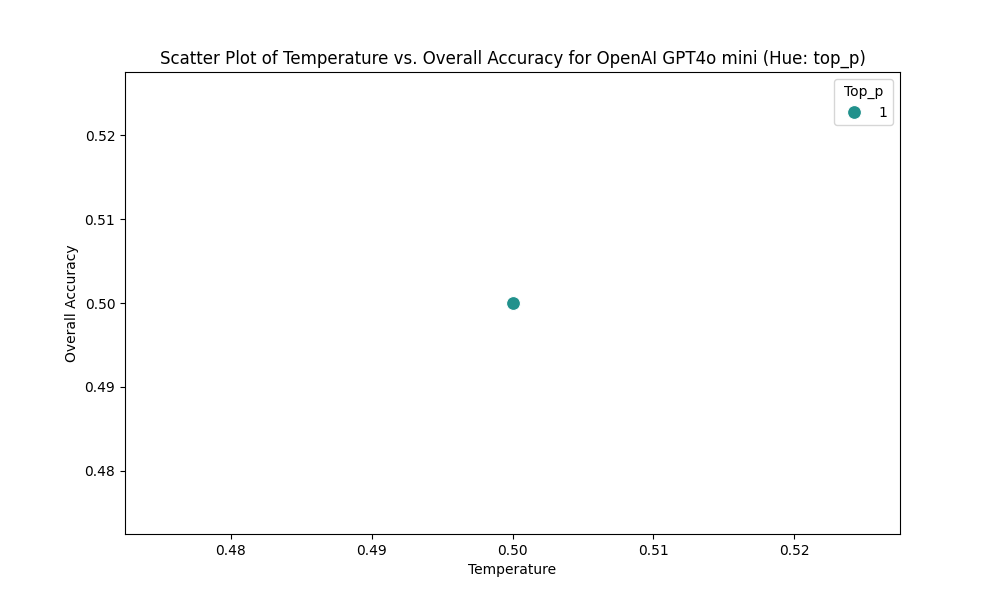 Scatter Plot of Temperature vs. Overall Accuracy for OpenAI GPT4o mini (Hue: top_p)
Top_p
1
0.52
0.51
0.50
0.49
0.48
Overall Accuracy
0.48
0.49
0.50
0.51
0.52
Temperature